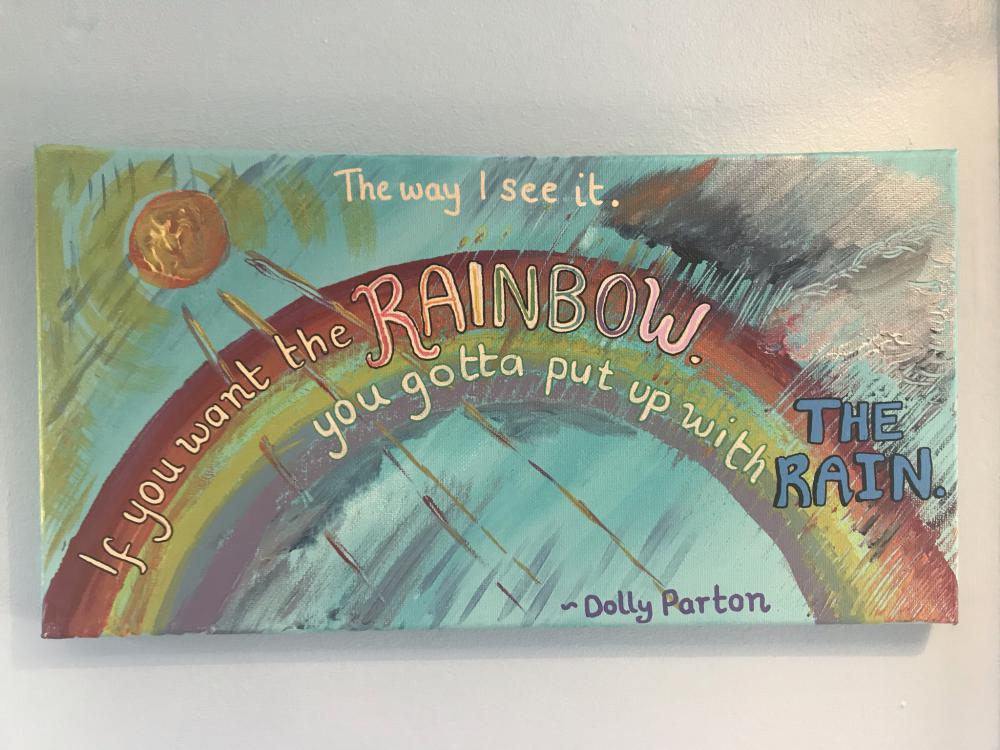 The way I see it.
If you want the RAINBOW.
you gotta put up with
THE
RAIN.
~Dolly Parton